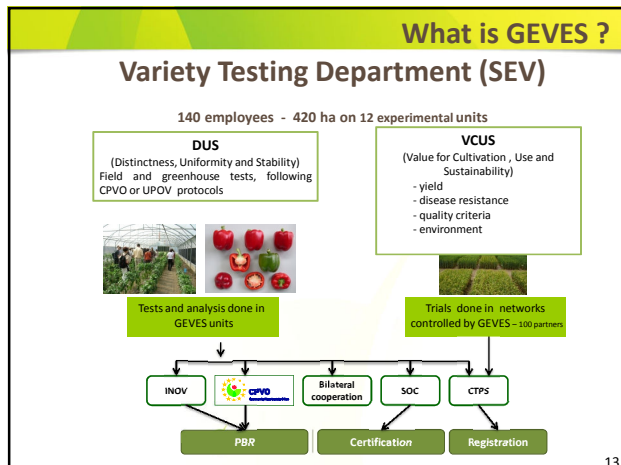 What is GEVES ?
Variety Testing Department (SEV)
140 employees - 420 ha on 12 experimental units
DUS
(Distinctness, Uniformity and Stability)
Field and greenhouse tests, following
CPVO or UPOV protocols
VCUS
(Value for Cultivation , Use and
Sustainability)
- yield
- disease resistance
- quality criteria
- environment
Tests and analysis done in
GEVES units
Trials done in networks
controlled by GEVES – 100 partners
INOV
CPVO
Bilateral
cooperation
SOC
CTPS
PBR
Certification
Registration
13